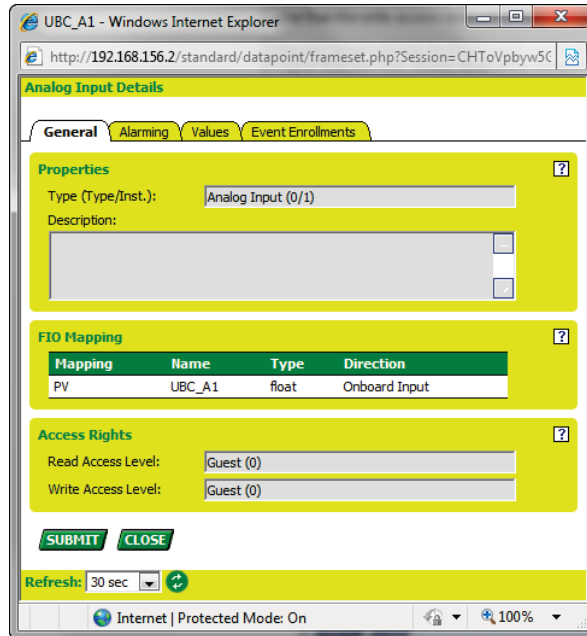 UBC_A1 - Windows Internet Explorer
http://192.168.156.2/standard/datapoint/frameset.php?Session=CHToVpbyw5C
Analog Input Details
General Alarming Values Event Enrollments
Properties ?
Type (Type/Inst.): Analog Input (0/1)
Description:
FIO Mapping ?
Mapping Name Type Direction
PV UBC_A1 float Onboard Input
Access Rights ?
Read Access Level: Guest (0)
Write Access Level: Guest (0)
SUBMIT CLOSE
Refresh: 30 sec
Internet | Protected Mode: On 100%